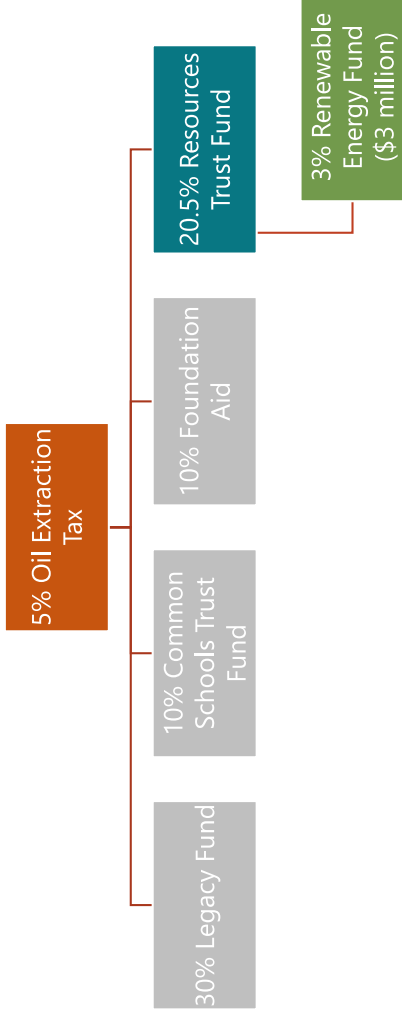 5% Oil Extraction
Tax
30% Legacy Fund
10% Common
Schools Trust
Fund
10% Foundation
Aid
20.5% Resources
Trust Fund
3% Renewable
Energy Fund
($3 million)